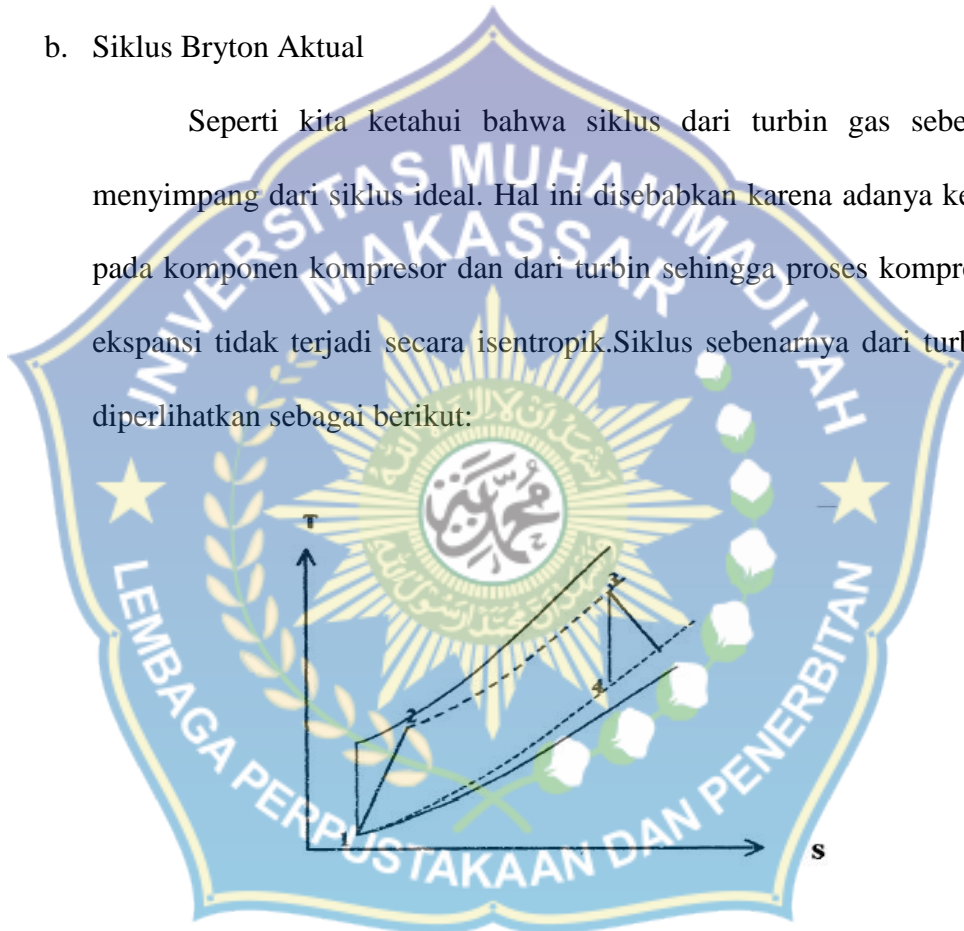 b. Siklus Bryton Aktual
Seperti kita ketahui bahwa siklus dari turbin gas sebe
menyimpang dari siklus ideal. Hal ini disebabkan karena adanya ke
pada komponen kompresor dan dari turbin sehingga proses kompre
ekspansi tidak terjadi secara isentropik.Siklus sebenarnya dari turb
diperlihatkan sebagai berikut:
UNIVERSITAS MUHAMMADIYAH
MAKASSAR
محمدية
T
3
2
4
1
S
LEMBAGA PERPUSTAKAAN DAN PENERBITAN